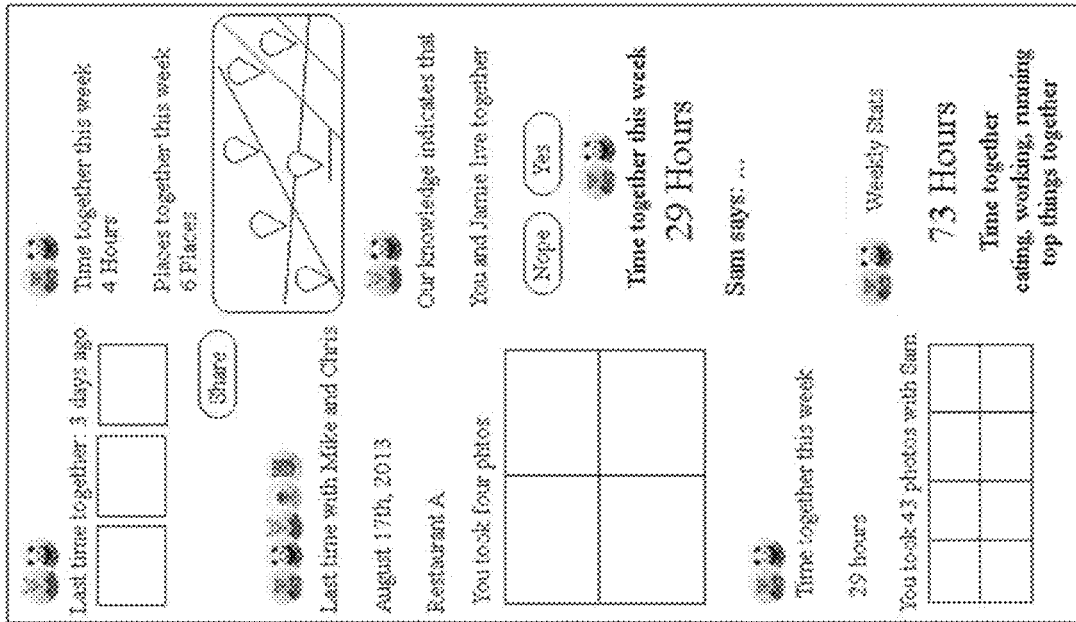 Last time together: 3 days ago
Share
Last time with Mike and Chris
August 17th, 2013
Restaurant A
You took four phtos
Time together this week
29 hours
You took 43 photos with Sam
Time together this week
4 Hours
Placest together this week
6 Places
Our knowledge indicates that
You and Jamie live together
Nope Yes
Time together this week
29 Hours
Sam says: ...
Weekly Stats
73 Hours
Time together
eating, working, running
top things together